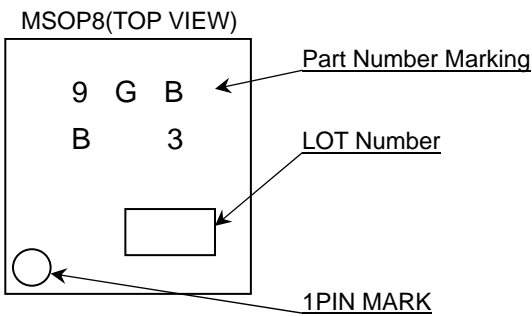 MSOP8(TOP VIEW)
Part Number Marking
9 G B
B 3
LOT Number
1PIN MARK